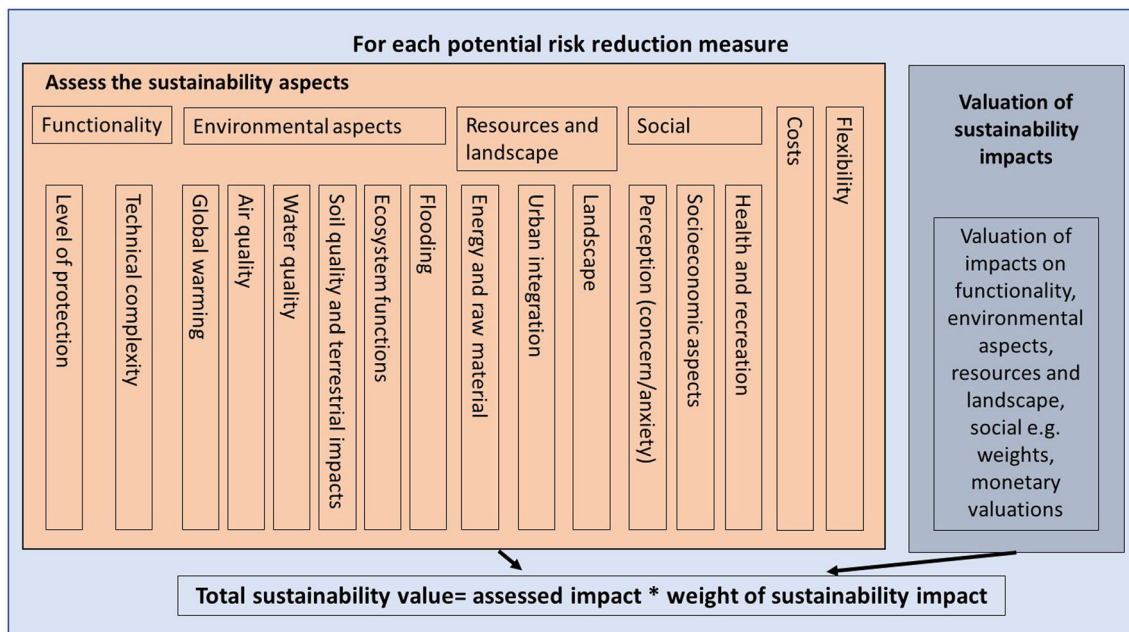 For each potential risk reduction measure
Assess the sustainability aspects
Functionality
Environmental aspects
Resources and
landscape
Social
Costs
Flexibility
Level of protection
Technical complexity
Global warming
Air quality
Water quality
Soil quality and terrestrial impacts
Ecosystem functions
Flooding
Energy and raw material
Urban integration
Landscape
Perception (concern/anxiety)
Socioeconomic aspects
Health and recreation
Valuation of
sustainability
impacts
Valuation of
impacts on
functionality,
environmental
aspects,
resources and
landscape,
social e.g.
weights,
monetary
valuations
Total sustainability value= assessed impact * weight of sustainability impact